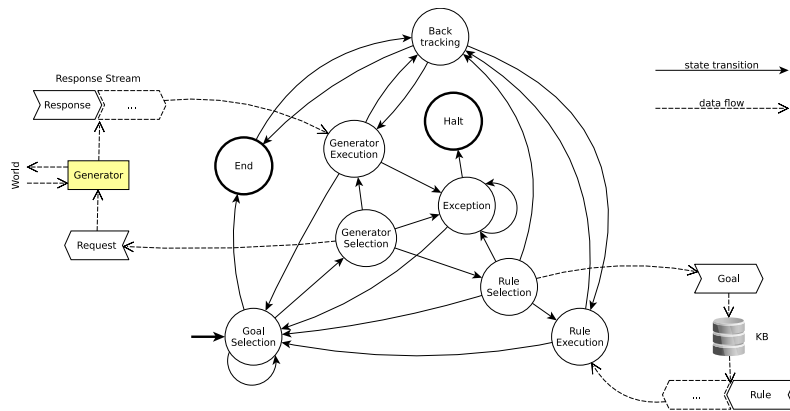 Back
tracking
state transition
Response Stream
Response
...
data flow
Halt
Generator
Execution
End
World
Generator
Exception
Request
Generator
Selection
Rule
Selection
Goal
Goal
Selection
Rule
Execution
KB
...
Rule